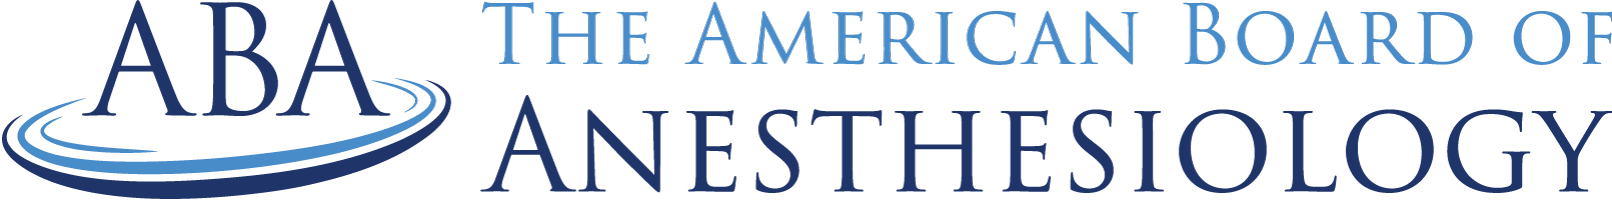 ABA
The American Board of
Anesthesiology